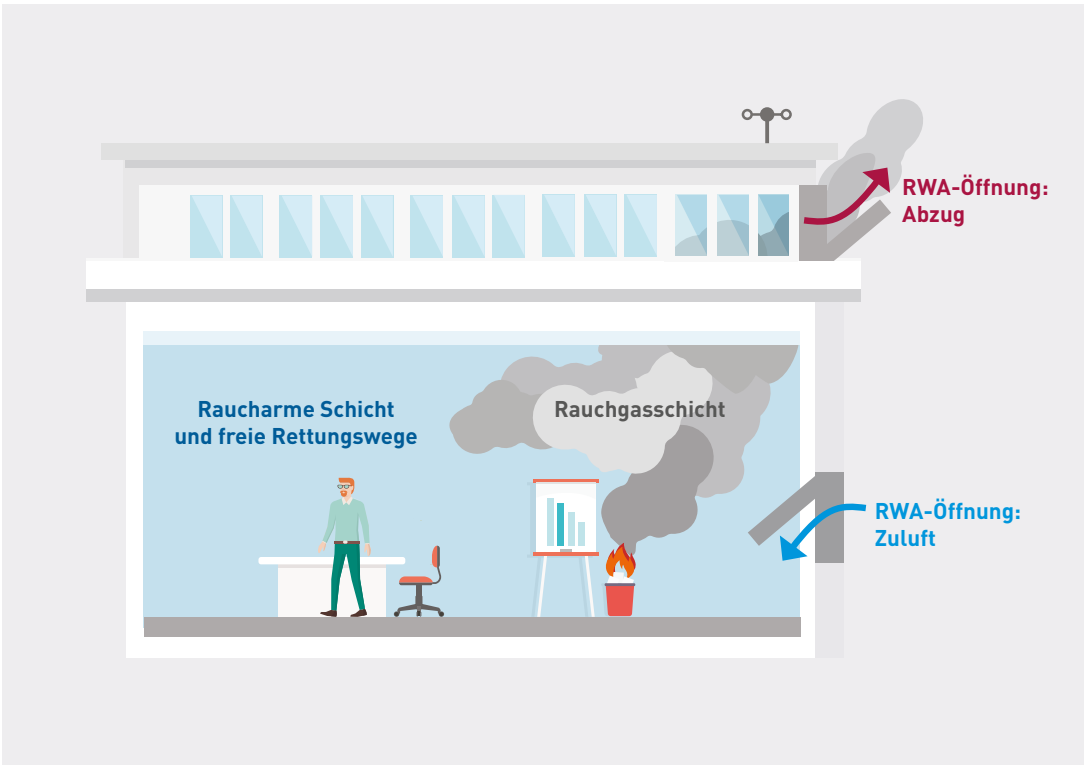 RWA-Öffnung:
Abzug
Raucharme Schicht
und freie Rettungswege
Rauchgasschicht
RWA-Öffnung:
Zuluft